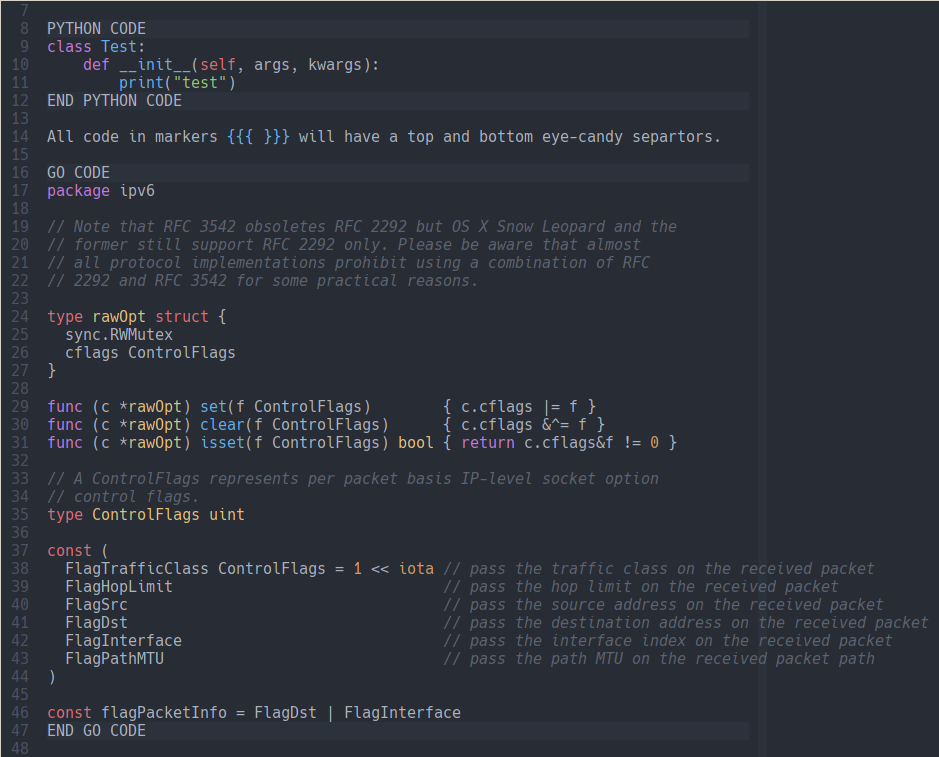 7
8 PYTHON CODE
9 class Test:
10     def __init__(self, args, kwargs):
11         print("test")
12 END PYTHON CODE
13
14 All code in markers {{{ }}} will have a top and bottom eye-candy separtors.
15
16 GO CODE
17 package ipv6
18
19 // Note that RFC 3542 obsoletes RFC 2292 but OS X Snow Leopard and the
20 // former still support RFC 2292 only. Please be aware that almost
21 // all protocol implementations prohibit using a combination of RFC
22 // 2292 and RFC 3542 for some practical reasons.
23
24 type rawOpt struct {
25   sync.RWMutex
26   cflags ControlFlags
27 }
28
29 func (c *rawOpt) set(f ControlFlags)        { c.cflags |= f }
30 func (c *rawOpt) clear(f ControlFlags)      { c.cflags &^= f }
31 func (c *rawOpt) isset(f ControlFlags) bool { return c.cflags&f != 0 }
32
33 // A ControlFlags represents per packet basis IP-level socket option
34 // control flags.
35 type ControlFlags uint
36
37 const (
38   FlagTrafficClass ControlFlags = 1 << iota // pass the traffic class on the received packet
39   FlagHopLimit                              // pass the hop limit on the received packet
40   FlagSrc                                   // pass the source address on the received packet
41   FlagDst                                   // pass the destination address on the received packet
42   FlagInterface                             // pass the interface index on the received packet
43   FlagPathMTU                               // pass the path MTU on the received packet path
44 )
45
46 const flagPacketInfo = FlagDst | FlagInterface
47 END GO CODE
48